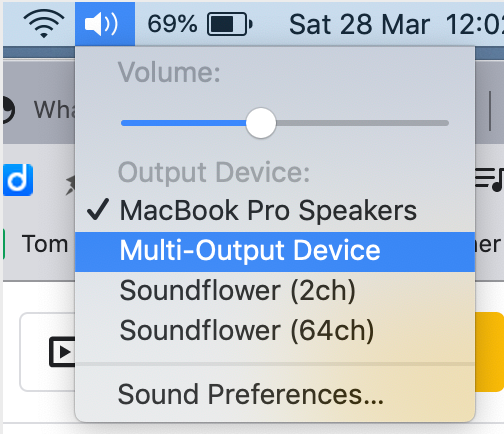 69% Sat 28 Mar 12:02
Volume:
Output Device:
MacBook Pro Speakers
Tom
Multi-Output Device
Soundflower (2ch)
Soundflower (64ch)
Sound Preferences...